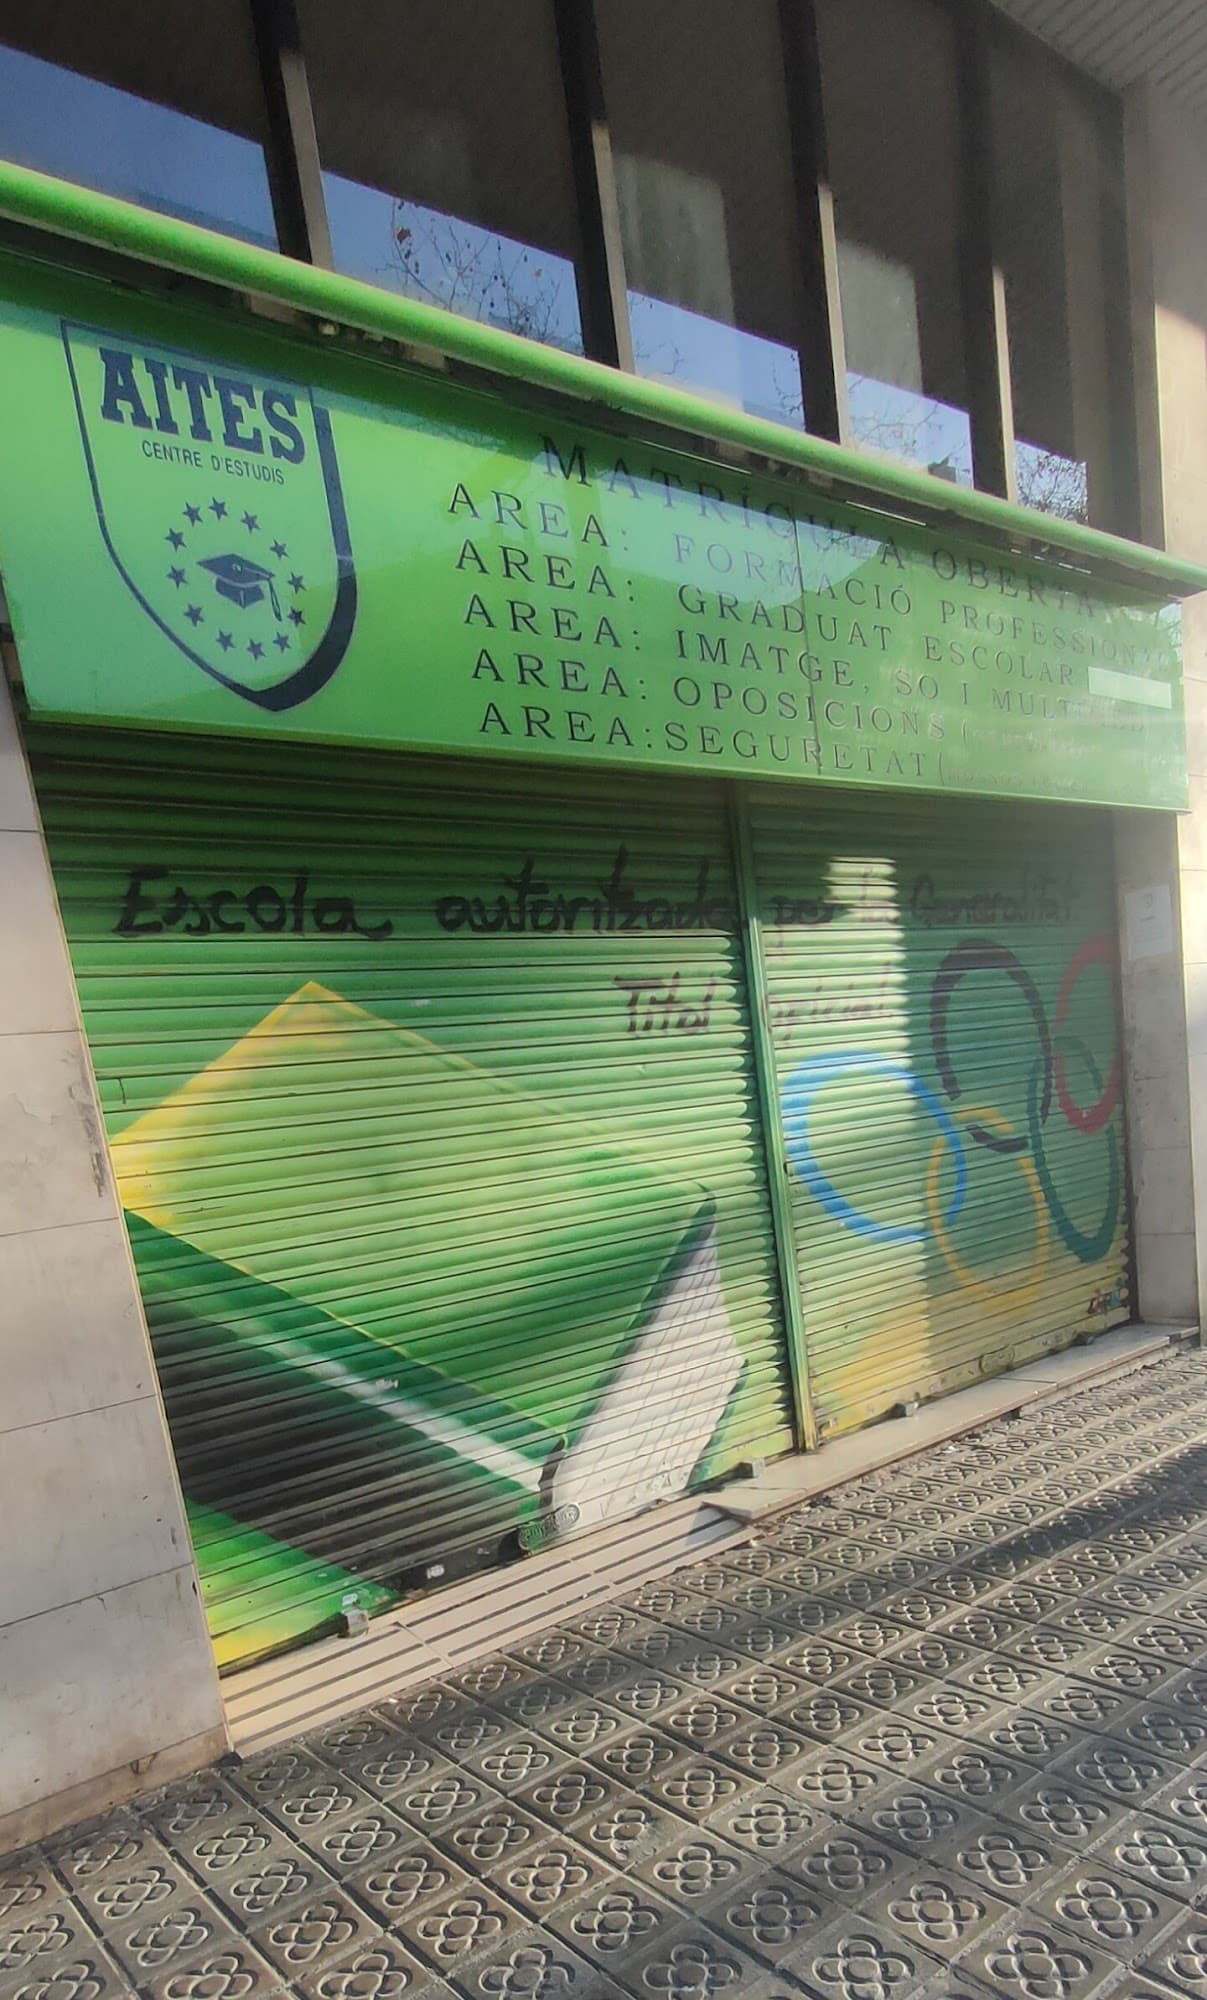 AITES
CENTRE D'ESTUDIS
MATRÍCULA OBERTA
AREA: FORMACIÓ PROFESSIONAL
AREA: GRADUAT ESCOLAR
AREA: IMATGE, SO I
AREA: OPOSICIONS (
AREA: SEGURETAT (
Escola autoritzada per la Generalitat
Titol oficial